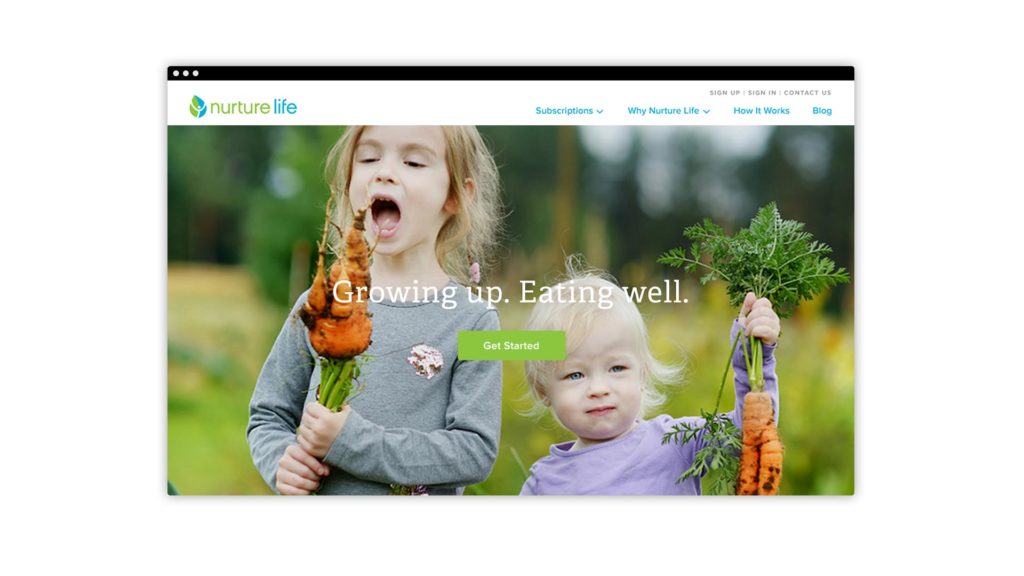 SIGN UP | SIGN IN | CONTACT US
nurture life
Subscriptions Why Nurture Life How It Works Blog
Growing up. Eating well.
Get Started